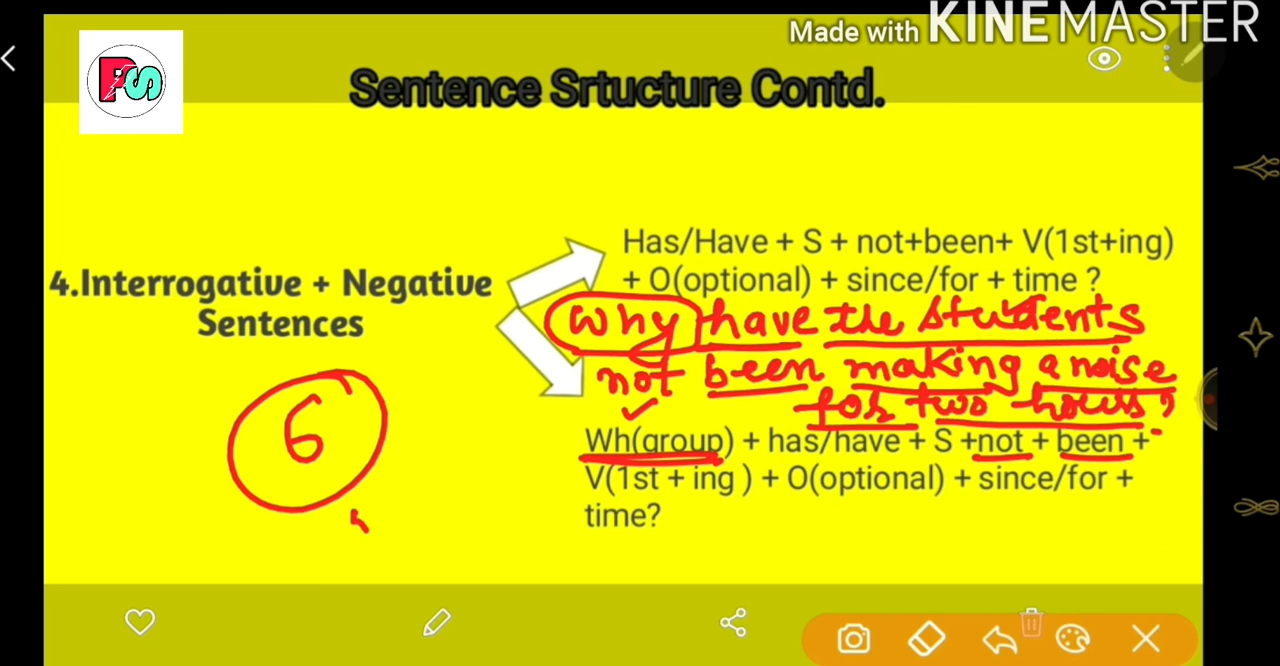 Made with KINEMASTER
PS
Sentence Srtucture Contd.
Has/Have + S + not+been+ V(1st+ing)
+ O(optional) + since/for + time ?
4.Interrogative + Negative
Sentences
why have the students
not been making a noise
for two hours?
6
Wh(group) + has/have + S +not + been +
V(1st + ing ) + O(optional) + since/for +
time?